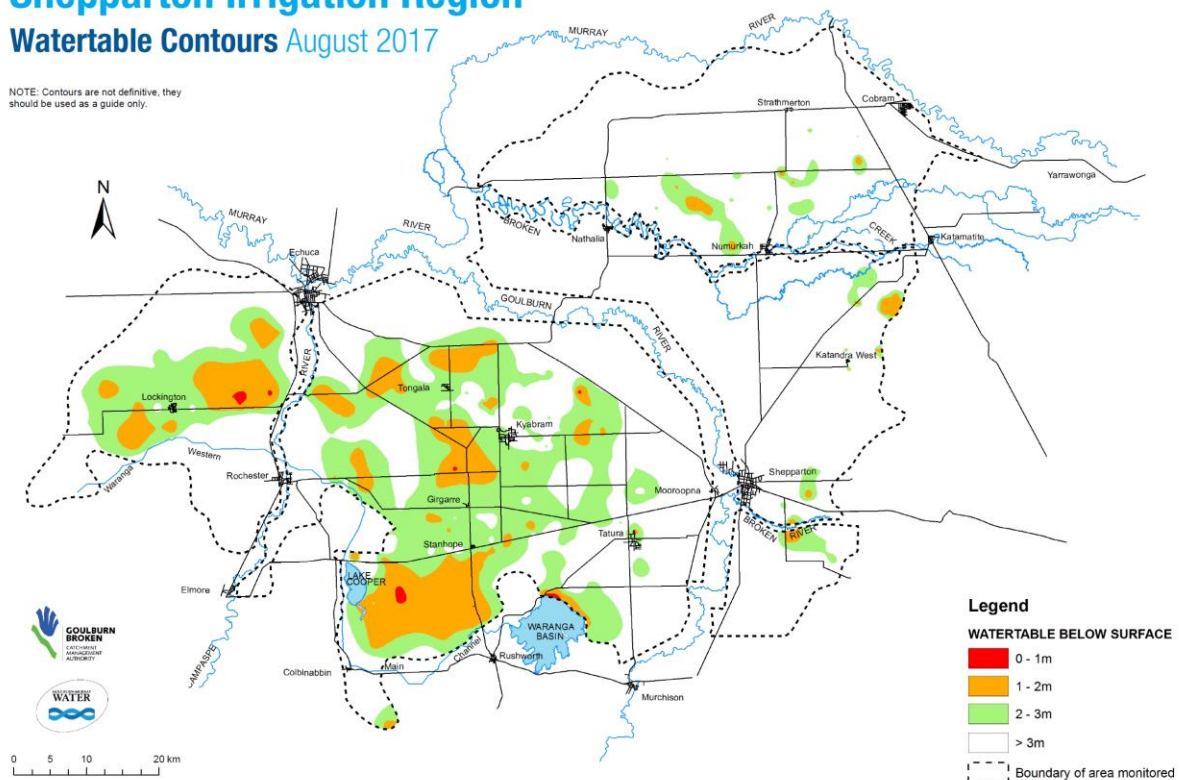 Shepparton Irrigation Region
Watertable Contours August 2017
NOTE: Contours are not definitive, they
should be used as a guide only.
N
MURRAY
RIVER
Strathmerton
Cobram
Yarrawonga
MURRAY
RIVER
BROKEN
CREEK
Nathalia
Numurkah
Katamatite
Echuca
GOULBURN
RIVER
Katandra West
RIVER
Tongala
Lockington
Kyabram
Western
Waranga
Rochester
Girgarre
Mooroopna
Shepparton
BROKEN
RIVER
Stanhope
Tatura
Elmore
LAKE
COOPER
WARANGA
BASIN
Colbinabbin
Main
Channel
Rushworth
Murchison
AMPASPE
GOULBURN
BROKEN
CATCHMENT
MANAGEMENT
AUTHORITY
WATER
0 5 10 20 km
Legend
WATERTABLE BELOW SURFACE
0 - 1m
1 - 2m
2 - 3m
> 3m
Boundary of area monitored